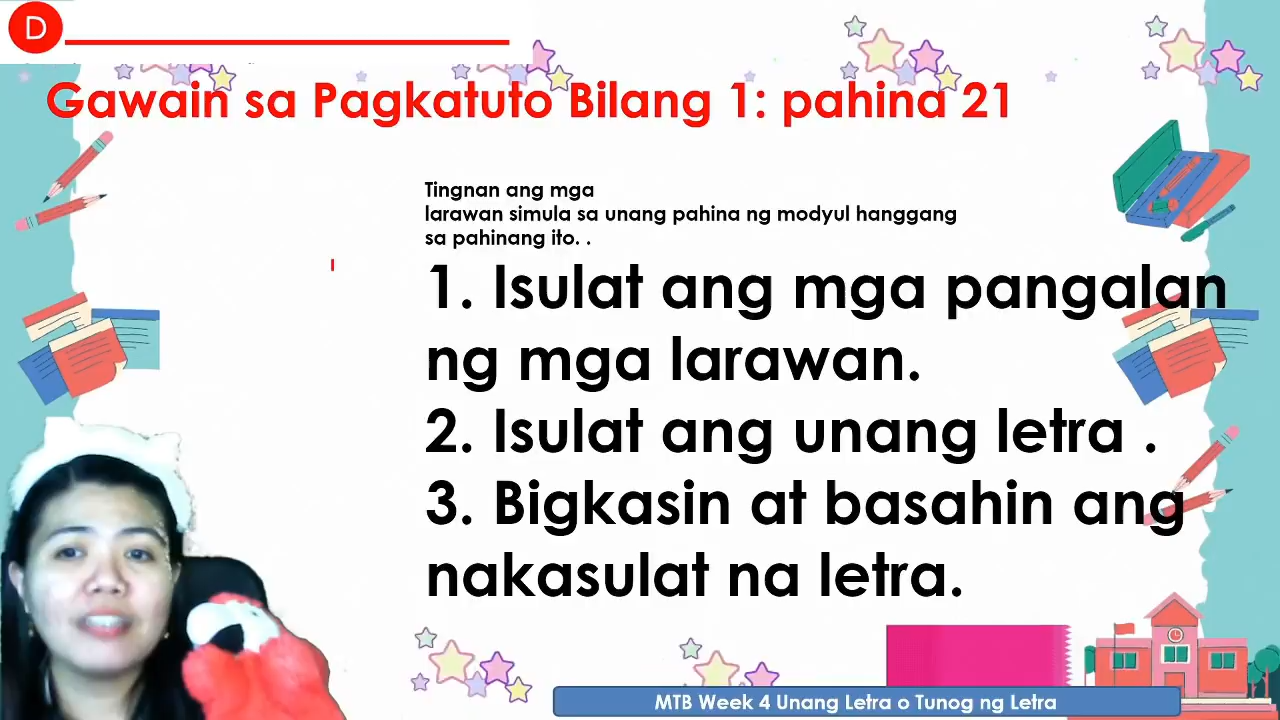 D
Gawain sa Pagkatuto Bilang 1: pahina 21
Tingnan ang mga
larawan simula sa unang pahina ng modyul hanggang
sa pahinang ito. .
1. Isulat ang mga pangalan
ng mga larawan.
2. Isulat ang unang letra .
3. Bigkasin at basahin ang
nakasulat na letra.
MTB Week 4 Unang Letra o Tunog ng Letra